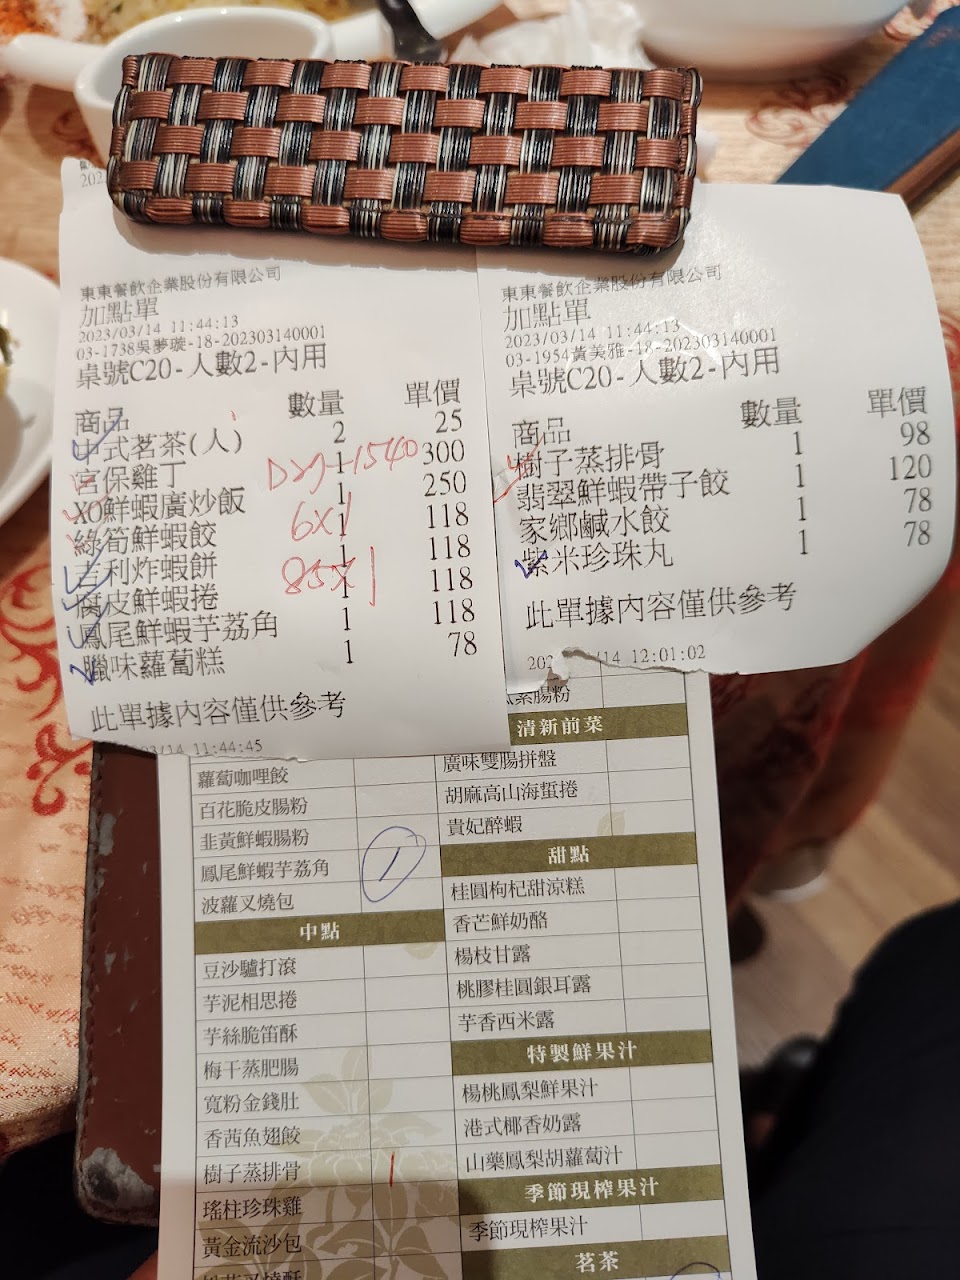 東東餐飲企業股份有限公司
加點單
2023/03/14 11:44:13
03-1738吳夢璇-18-202303140001
桌號C20-人數2-內用
商品 數量 單價
中式茗茶(人) 2 25
宮保雞丁 1 300
XO鮮蝦廣炒飯 1 250
綠筍鮮蝦餃 1 118
吉利炸蝦餅 1 118
腐皮鮮蝦捲 1 118
鳳尾鮮蝦芋荔角 1 118
臘味蘿蔔糕 1 78
1540
6x1
85x1
此單據內容僅供參考
03/14 11:44:45
東東餐飲企業股份有限公司
加點單
2023/03/14 11:44:13
03-1954黃美雅-18-202303140001
桌號C20-人數2-內用
商品 數量 單價
樹子蒸排骨 1 98
翡翠鮮蝦帶子餃 1 120
家鄉鹹水餃 1 78
紫米珍珠丸 1 78
此單據內容僅供參考
14 12:01:02
蘿蔔咖哩餃
百花脆皮腸粉
韭黃鮮蝦腸粉
鳳尾鮮蝦芋荔角 1
波蘿叉燒包
中點
豆沙驢打滾
芋泥相思捲
芋絲脆笛酥
梅干蒸肥腸
寬粉金錢肚
香茜魚翅餃
樹子蒸排骨 1
瑤柱珍珠雞
黃金流沙包
素腸粉
清新前菜
廣味雙腸拼盤
胡麻高山海蜇捲
貴妃醉蝦
甜點
桂圓枸杞甜涼糕
香芒鮮奶酪
楊枝甘露
桃膠桂圓銀耳露
芋香西米露
特製鮮果汁
楊桃鳳梨鮮果汁
港式椰香奶露
山藥鳳梨胡蘿蔔汁
季節現榨果汁
季節現榨果汁
茗茶